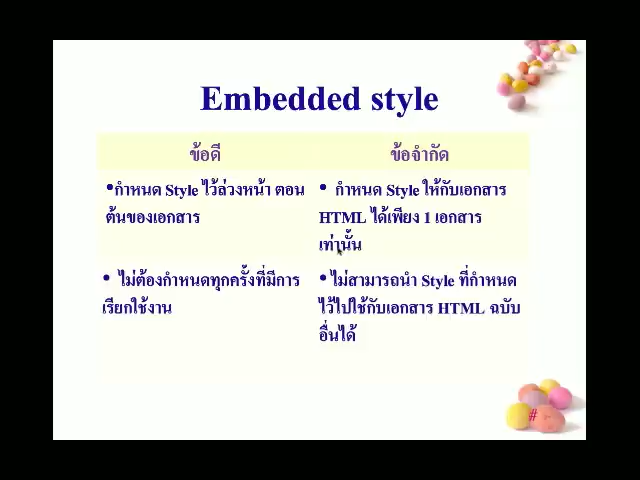 Embedded style
ข้อดี
ข้อจำกัด
•กำหนด Style ไว้ล่วงหน้า ตอน
ต้นของเอกสาร
• กำหนด Style ให้กับเอกสาร
HTML ได้เพียง 1 เอกสาร
เท่านั้น
• ไม่ต้องกำหนดทุกครั้งที่มีการ
เรียกใช้งาน
• ไม่สามารถนำ Style ที่กำหนด
ไว้ไปใช้กับเอกสาร HTML ฉบับ
อื่นได้
#